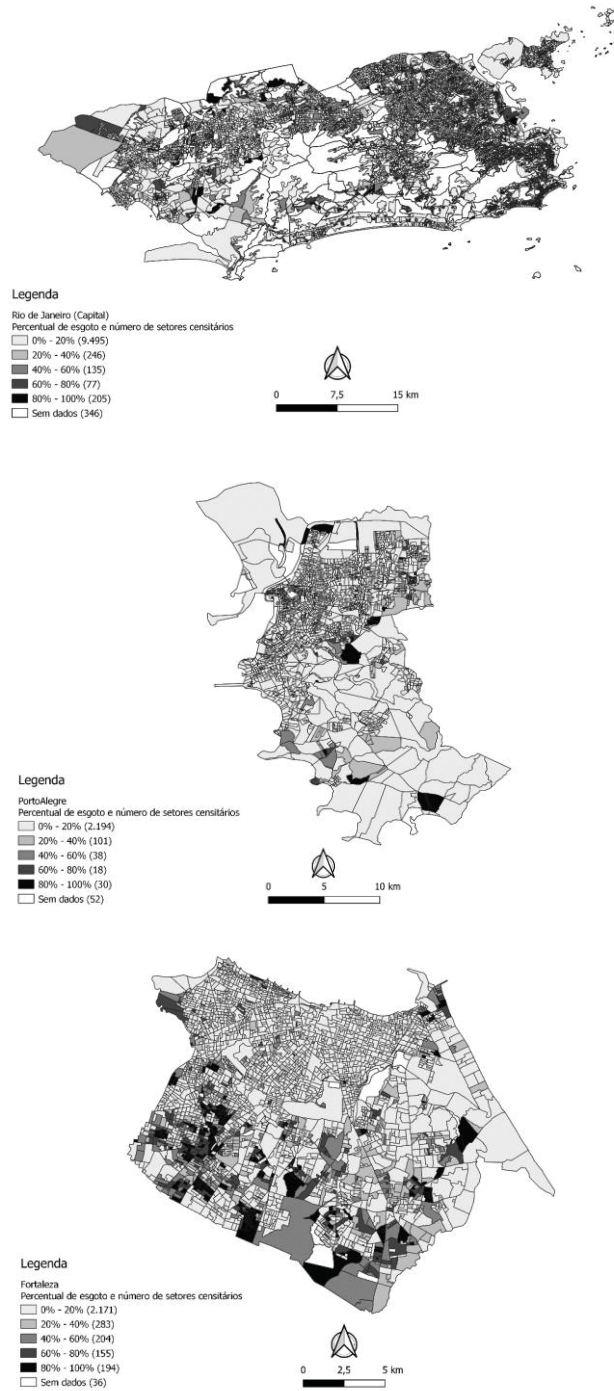 Legenda
Rio de Janeiro (Capital)
Percentual de esgoto e número de setores censitários
0% - 20% (9.495)
20% - 40% (246)
40% - 60% (135)
60% - 80% (77)
80% - 100% (205)
Sem dados (346)
0 7,5 15 km
Legenda
PortoAlegre
Percentual de esgoto e número de setores censitários
0% - 20% (2.194)
20% - 40% (101)
40% - 60% (38)
60% - 80% (18)
80% - 100% (30)
Sem dados (52)
0 5 10 km
Legenda
Fortaleza
Percentual de esgoto e número de setores censitários
0% - 20% (2.171)
20% - 40% (283)
40% - 60% (204)
60% - 80% (155)
80% - 100% (194)
Sem dados (36)
0 2,5 5 km